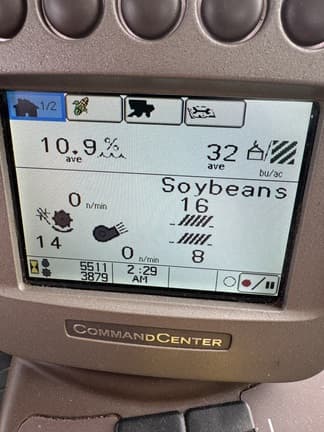 1/2
10.9 %
ave
32
ave
bu/ac
Soybeans
0 n/min
16
14
0 n/min
8
5511
3879
2:29
AM
COMMANDCENTER